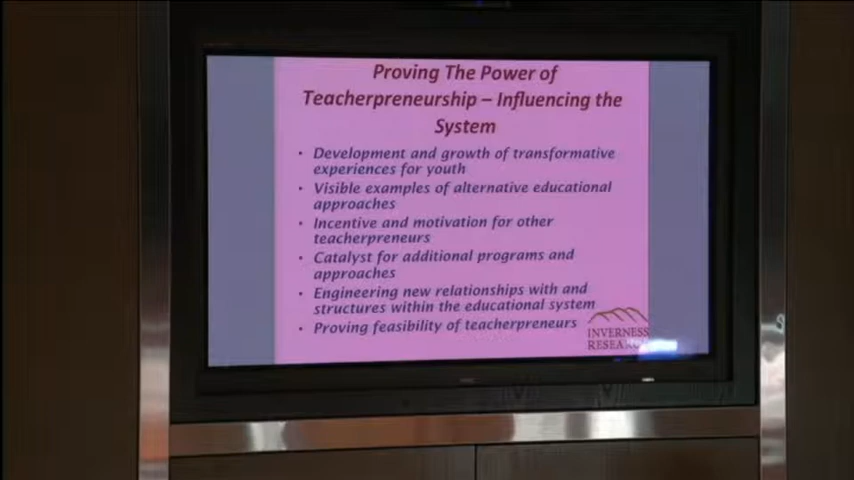 Proving The Power of
Teacherpreneurship – Influencing the
System
• Development and growth of transformative
experiences for youth
• Visible examples of alternative educational
approaches
• Incentive and motivation for other
teacherpreneurs
• Catalyst for additional programs and
approaches
• Engineering new relationships with and
structures within the educational system
• Proving feasibility of teacherpreneurs
INVERNESS
RESEARCH